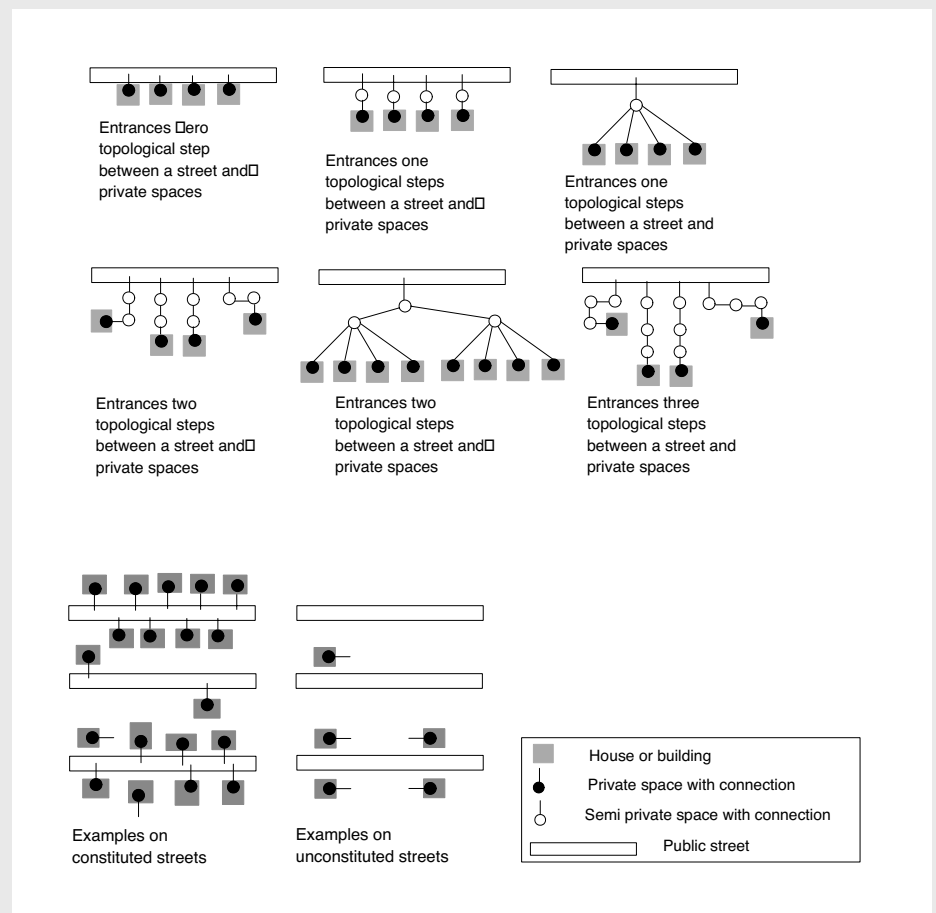 Entrances □ero
topological step
between a street and□
private spaces
Entrances one
topological steps
between a street and□
private spaces
Entrances one
topological steps
between a street and
private spaces
Entrances two
topological steps
between a street and□
private spaces
Entrances two
topological steps
between a street and□
private spaces
Entrances three
topological steps
between a street and
private spaces
Examples on
constituted streets
Examples on
unconstituted streets
House or building
Private space with connection
Semi private space with connection
Public street